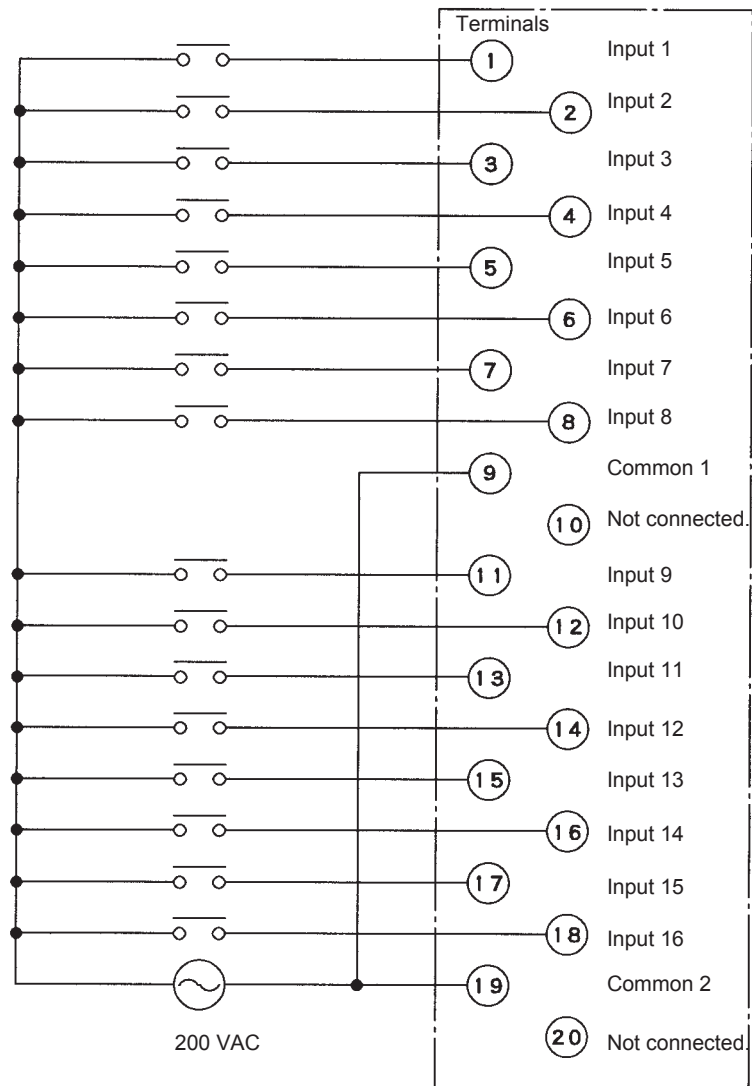 Terminals
1 Input 1
2 Input 2
3 Input 3
4 Input 4
5 Input 5
6 Input 6
7 Input 7
8 Input 8
9 Common 1
10 Not connected.
11 Input 9
12 Input 10
13 Input 11
14 Input 12
15 Input 13
16 Input 14
17 Input 15
18 Input 16
19 Common 2
200 VAC
20 Not connected.